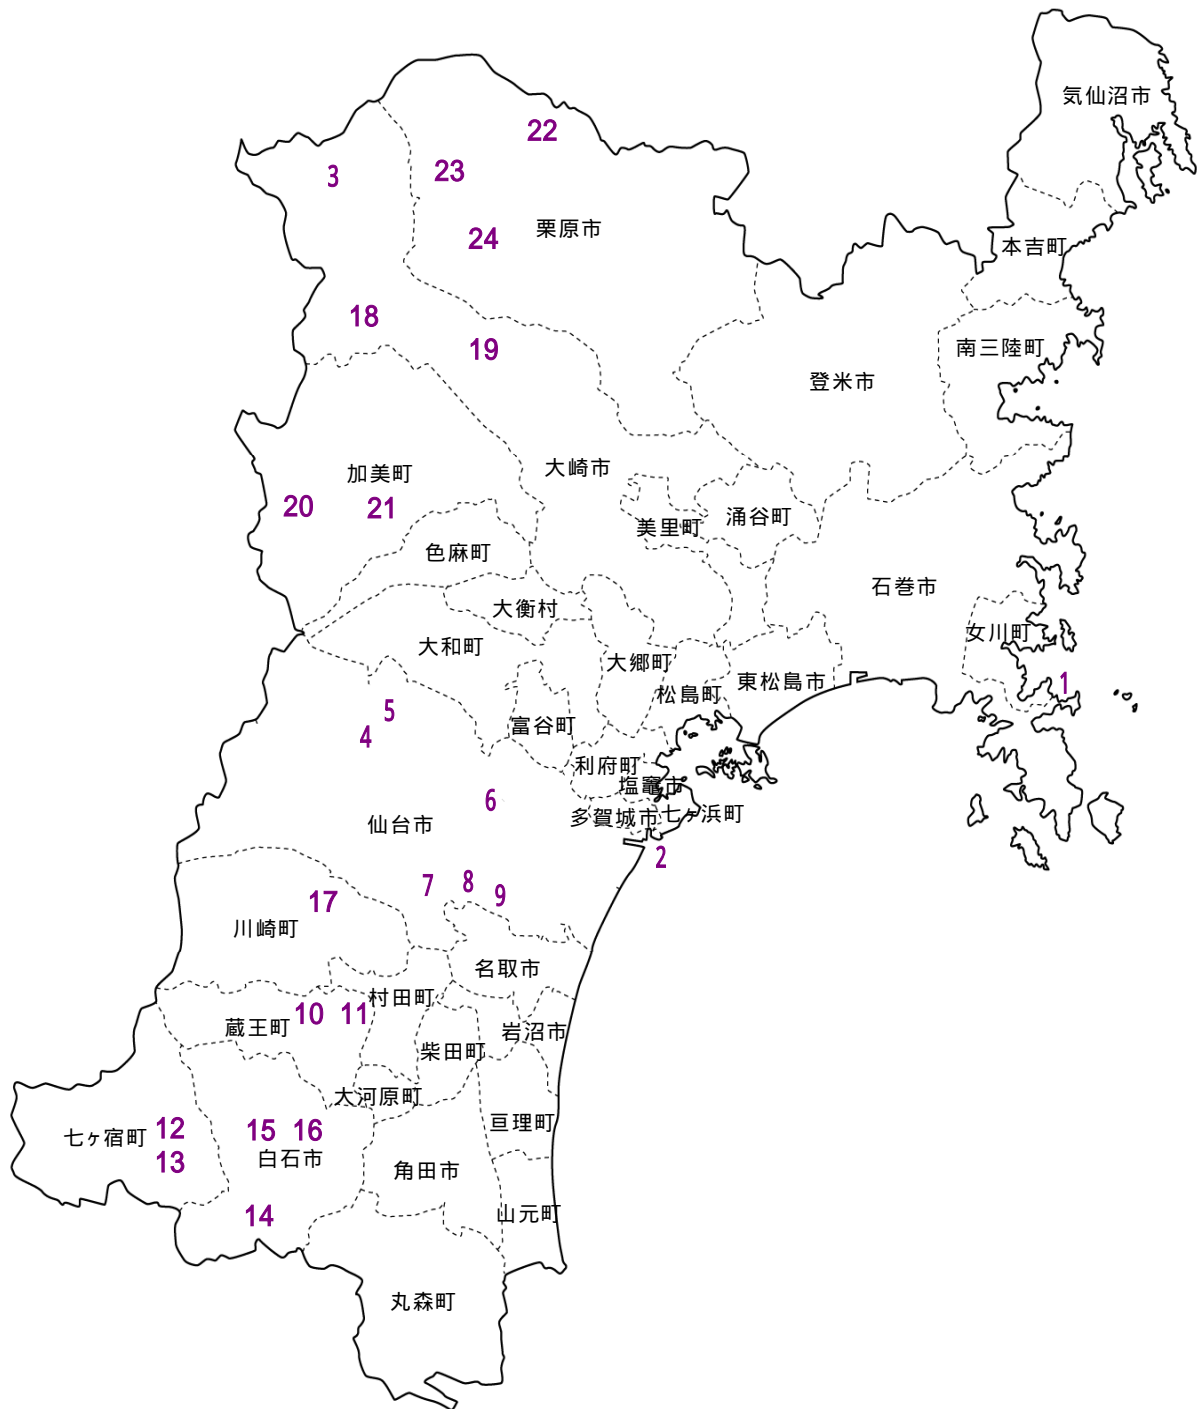 気仙沼市
22
23
3
24
栗原市
本吉町
18
19
南三陸町
登米市
大崎市
加美町
20
21
美里町
涌谷町
色麻町
石巻市
大衡村
女川町
大和町
大郷町
東松島市
1
松島町
5
4
富谷町
利府町
塩竈市
6
多賀城市
七ヶ浜町
仙台市
2
7
8
9
17
川崎町
名取市
村田町
10
11
蔵王町
岩沼市
柴田町
大河原町
亘理町
12
15
16
七ヶ宿町
13
白石市
角田市
14
山元町
丸森町